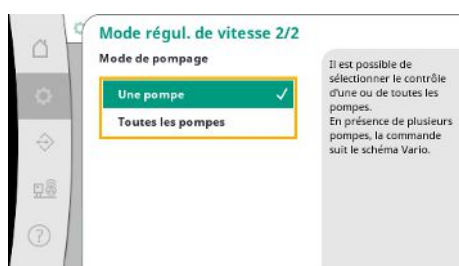 Mode régul. de vitesse 2/2
Mode de pompage
Une pompe
Toutes les pompes
Il est possible de
sélectionner le contrôle
d'une ou de toutes les
pompes.
En présence de plusieurs
pompes, la commande
suit le schéma Vario.